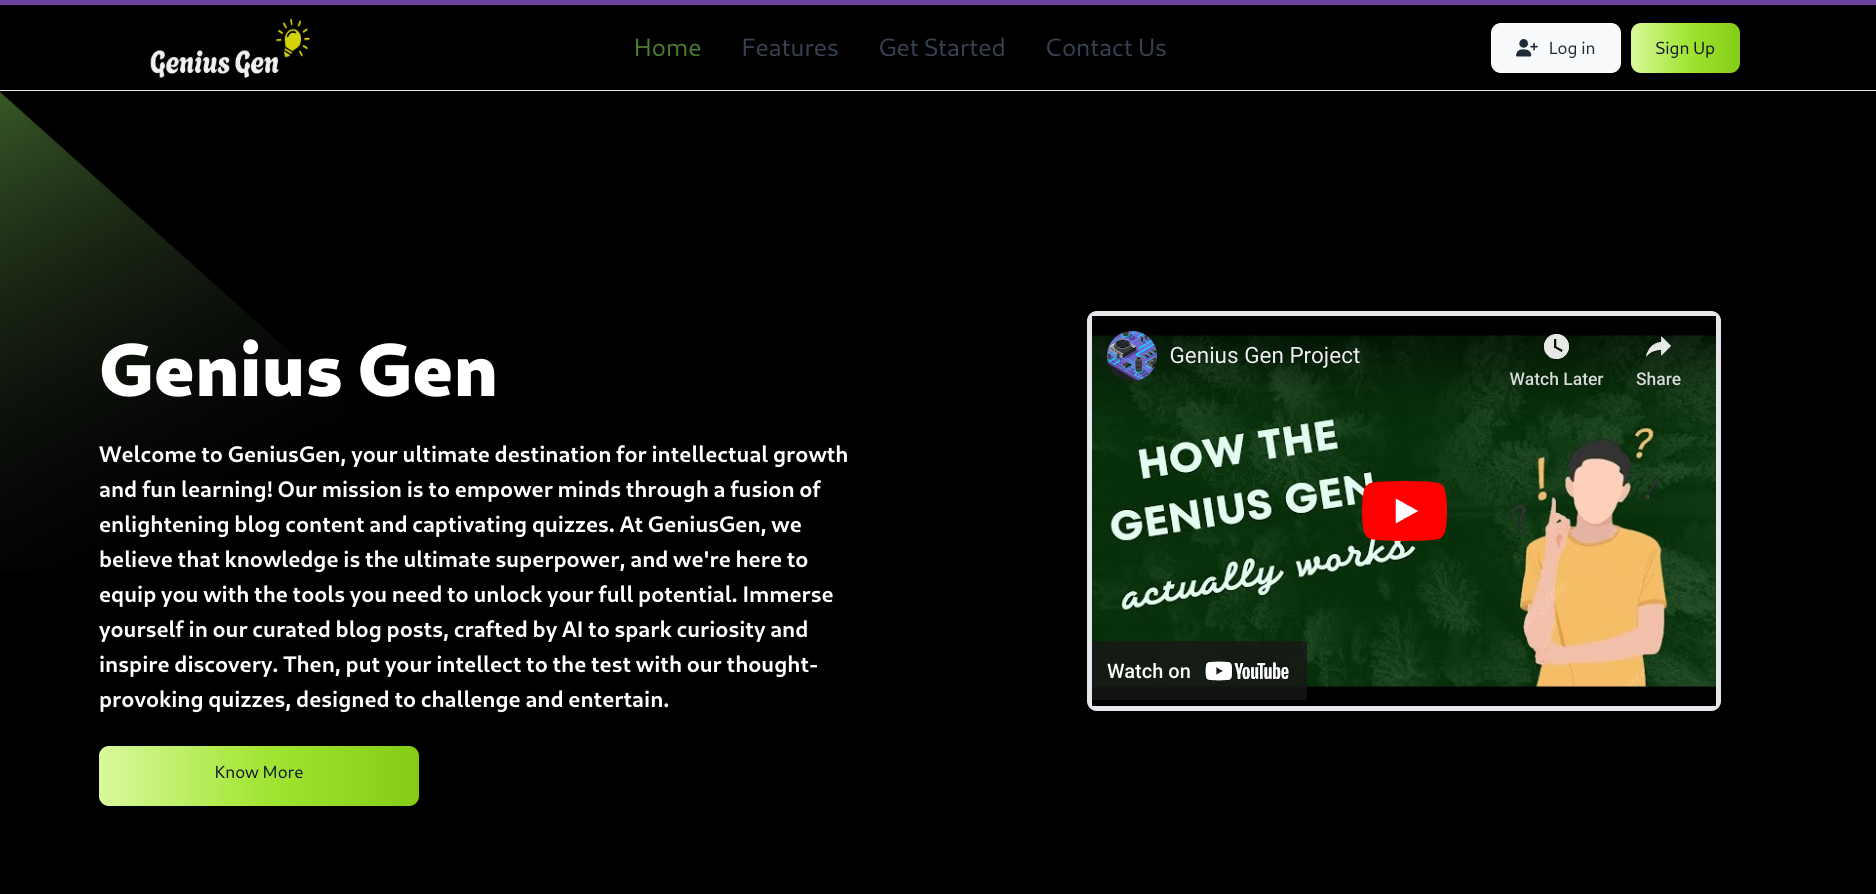 Genius Gen
Home
Features
Get Started
Contact Us
Log in
Sign Up
Genius Gen
Welcome to GeniusGen, your ultimate destination for intellectual growth
and fun learning! Our mission is to empower minds through a fusion of
enlightening blog content and captivating quizzes. At GeniusGen, we
believe that knowledge is the ultimate superpower, and we're here to
equip you with the tools you need to unlock your full potential. Immerse
yourself in our curated blog posts, crafted by AI to spark curiosity and
inspire discovery. Then, put your intellect to the test with our thought-
provoking quizzes, designed to challenge and entertain.
Know More
Genius Gen Project
Watch Later
Share
HOW THE
GENIUS GEN
actually works
! ? ? ?
Watch on YouTube